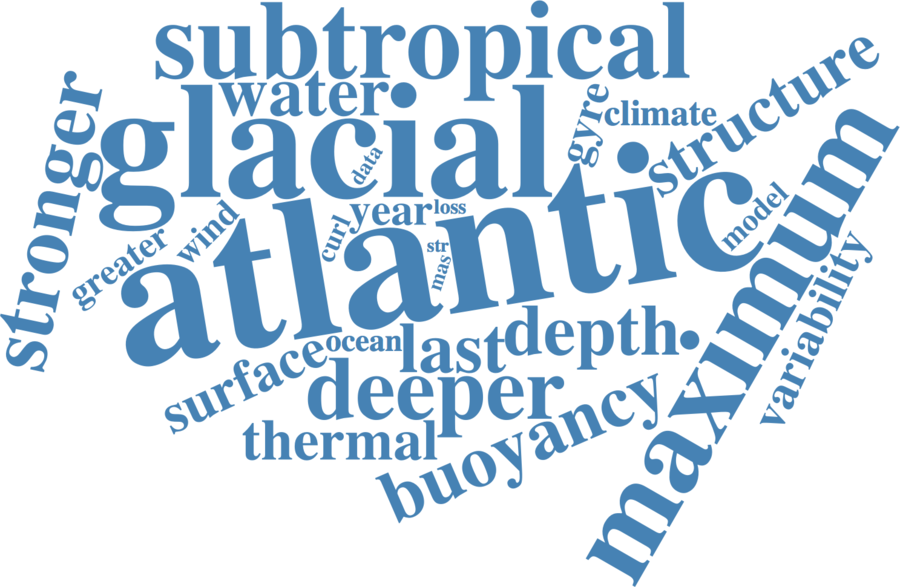 subtropical
water
glacial
stronger
gyre
climate
structure
data
atlantic
year
loss
curl
str
mas
wind
greater
model
maximum
variability
ocean
surface
last
depth.
deeper
thermal
buoyancy